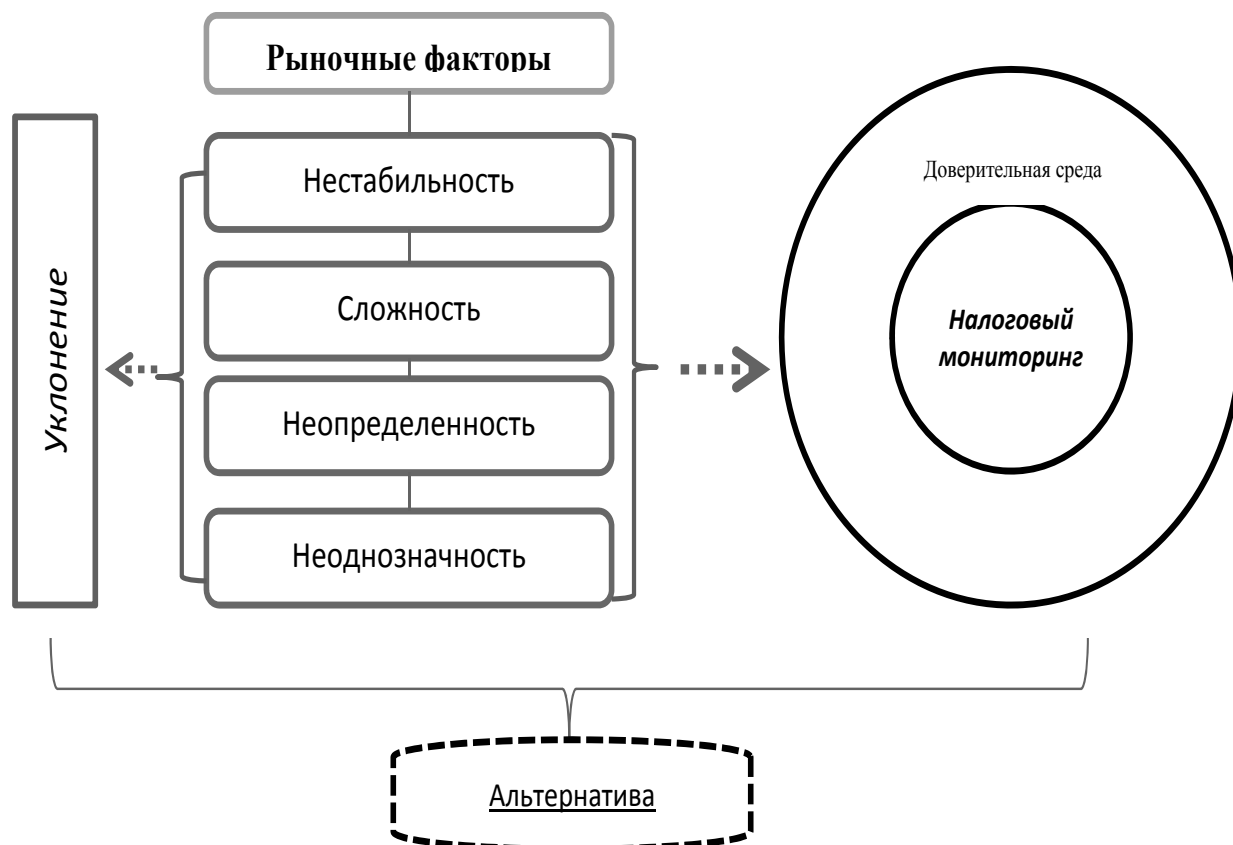 Рыночные факторы
Уклонение
Нестабильность
Сложность
Неопределенность
Неоднозначность
Доверительная среда
Налоговый
мониторинг
Альтернатива